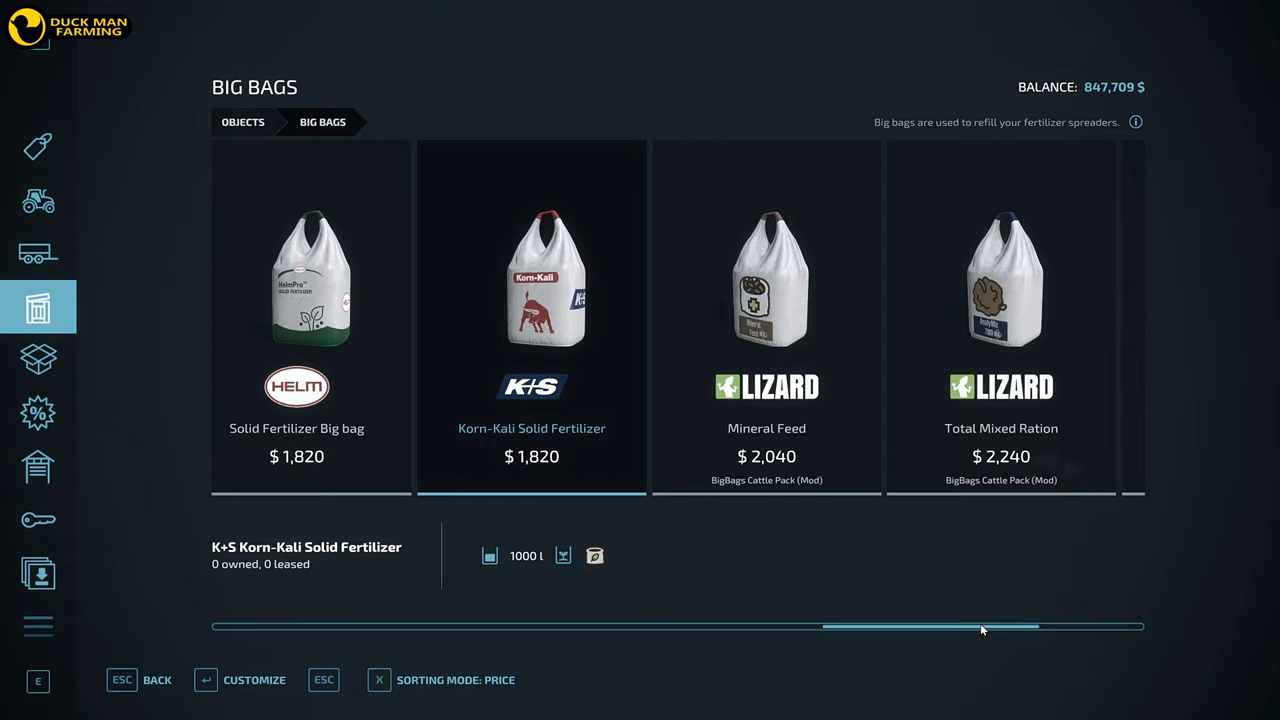 DUCK MAN
FARMING
BIG BAGS
BALANCE: 847,709 $
OBJECTS
BIG BAGS
Big bags are used to refill your fertilizer spreaders.
HelmPro™
SOLID FERTILIZER
HELM
Korn-Kali
K+S
Mineral
HELM
K+S
LIZARD
LIZARD
Solid Fertilizer Big bag
Korn-Kali Solid Fertilizer
Mineral Feed
Total Mixed Ration
$ 1,820
$ 1,820
$ 2,040
$ 2,240
BigBags Cattle Pack (Mod)
BigBags Cattle Pack (Mod)
K+S Korn-Kali Solid Fertilizer
0 owned, 0 leased
1000 l
E
ESC BACK
CUSTOMIZE
ESC
X SORTING MODE: PRICE